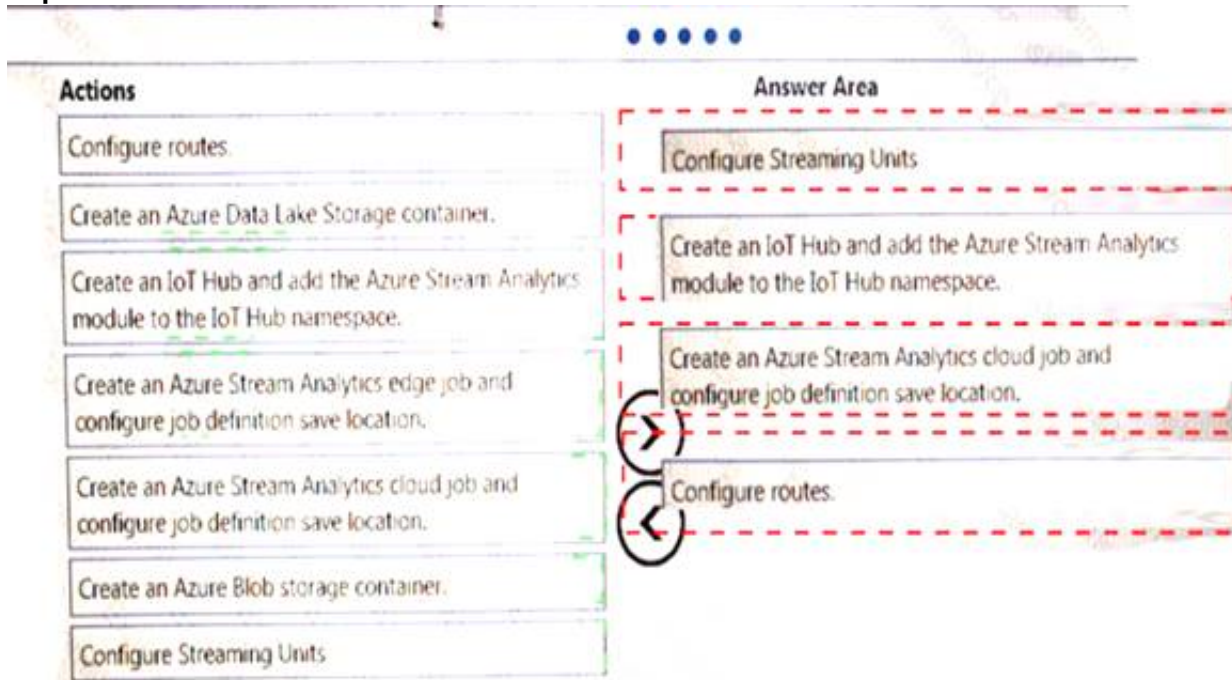 Actions
Configure routes.
Create an Azure Data Lake Storage container.
Create an IoT Hub and add the Azure Stream Analytics
module to the IoT Hub namespace.
Create an Azure Stream Analytics edge job and
configure job definition save location.
Create an Azure Stream Analytics cloud job and
configure job definition save location.
Create an Azure Blob storage container.
Configure Streaming Units
Answer Area
Configure Streaming Units
Create an IoT Hub and add the Azure Stream Analytics
module to the IoT Hub namespace.
Create an Azure Stream Analytics cloud job and
configure job definition save location.
Configure routes.